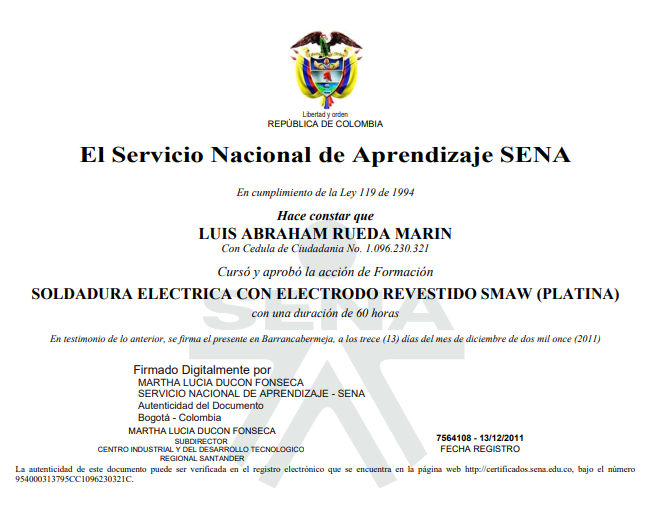 Libertad y orden
REPÚBLICA DE COLOMBIA
El Servicio Nacional de Aprendizaje SENA
En cumplimiento de la Ley 119 de 1994
Hace constar que
LUIS ABRAHAM RUEDA MARIN
Con Cedula de Ciudadania No. 1.096.230.321
Cursó y aprobó la acción de Formación
SOLDADURA ELECTRICA CON ELECTRODO REVESTIDO SMAW (PLATINA)
con una duración de 60 horas
SENA
En testimonio de lo anterior, se firma el presente en Barrancabermeja, a los trece (13) días del mes de diciembre de dos mil once (2011)
Firmado Digitalmente por
MARTHA LUCIA DUCON FONSECA
SERVICIO NACIONAL DE APRENDIZAJE - SENA
Autenticidad del Documento
Bogotá - Colombia
MARTHA LUCIA DUCON FONSECA
SUBDIRECTOR
CENTRO INDUSTRIAL Y DEL DESARROLLO TECNOLOGICO
REGIONAL SANTANDER
7564108 - 13/12/2011
FECHA REGISTRO
La autenticidad de este documento puede ser verificada en el registro electrónico que se encuentra en la página web http://certificados.sena.edu.co, bajo el número
954000313795CC1096230321C.